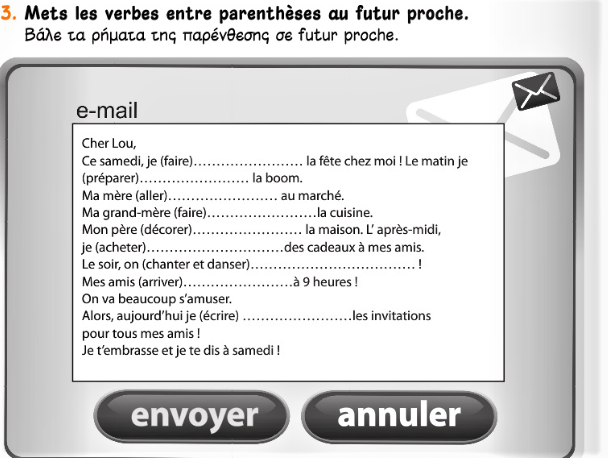 3. Mets les verbes entre parenthèses au futur proche.
Βάλε τα ρήματα της παρένθεσης σε futur proche.
e-mail
Cher Lou,
Ce samedi, je (faire)........................ la fête chez moi ! Le matin je
(préparer)........................ la boom.
Ma mère (aller)........................ au marché.
Ma grand-mère (faire)........................la cuisine.
Mon père (décorer)........................ la maison. L' après-midi,
je (acheter)..............................des cadeaux à mes amis.
Le soir, on (chanter et danser).................................... !
Mes amis (arriver)........................à 9 heures !
On va beaucoup s'amuser.
Alors, aujourd'hui je (écrire) ........................les invitations
pour tous mes amis !
Je t'embrasse et je te dis à samedi !
envoyer annuler